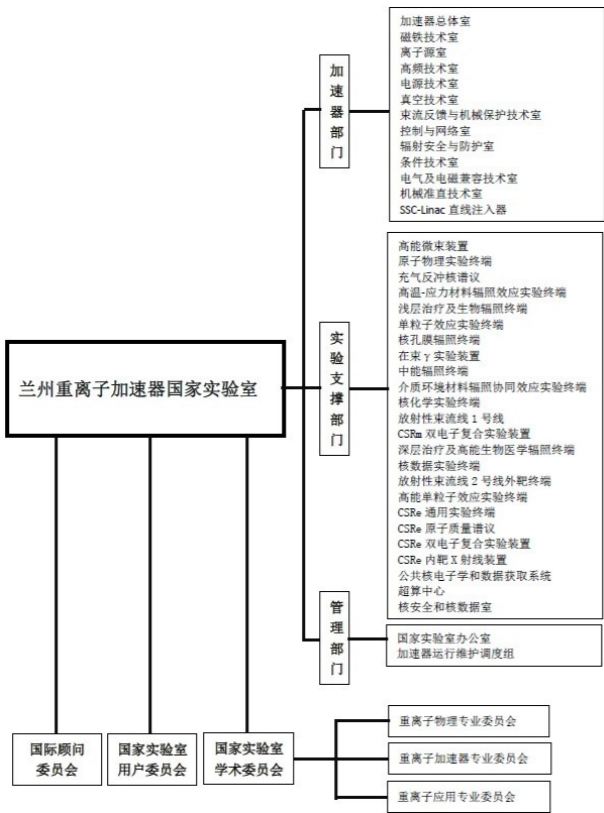 加速器总体室
磁铁技术室
离子源室
高频技术室
电源技术室
真空技术室
束流反馈与机械保护技术室
控制与网络室
辐射安全与防护室
条件技术室
电气及电磁兼容技术室
机械准直技术室
SSC-Linac 直线注入器
加速器部门
高能微束装置
原子物理实验终端
充气反冲核谱议
高温-应力材料辐照效应实验终端
浅层治疗及生物辐照终端
单粒子效应实验终端
核孔膜辐照终端
在束 γ 实验装置
中能辐照终端
介质环境材料辐照协同效应实验终端
核化学实验终端
放射性束流线 1 号线
CSRm 双电子复合实验装置
深层治疗及高能生物医学辐照终端
核数据实验终端
放射性束流线 2 号线外靶终端
高能单粒子效应实验终端
CSRe 通用实验终端
CSRe 原子质量谱议
CSRe 双电子复合实验装置
CSRe 内靶 X 射线装置
公共核电子学和数据获取系统
超算中心
核安全和核数据室
实验支撑部门
兰州重离子加速器国家实验室
管理部门
国家实验室办公室
加速器运行维护调度组
国际顾问
委员会
国家实验室
用户委员会
国家实验室
学术委员会
重离子物理专业委员会
重离子加速器专业委员会
重离子应用专业委员会